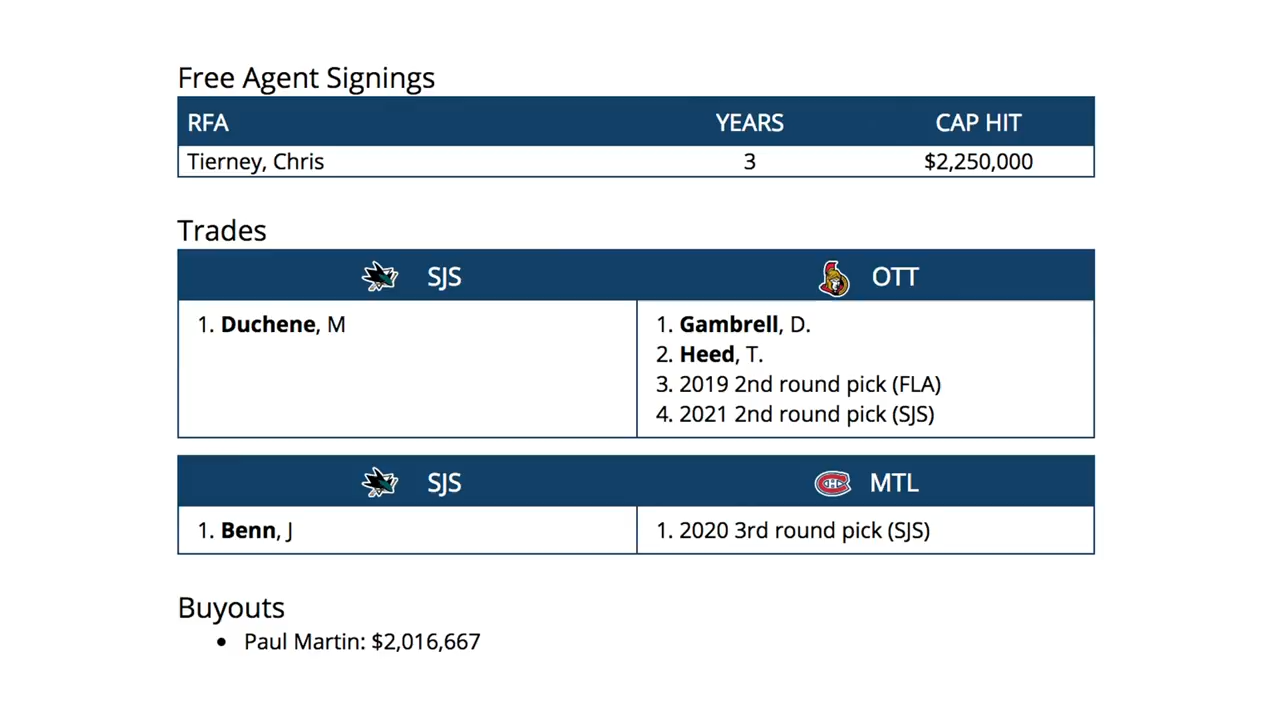 Free Agent Signings
RFA YEARS CAP HIT
Tierney, Chris 3 $2,250,000
Trades
SJS OTT
1. Duchene, M
1. Gambrell, D.
2. Heed, T.
3. 2019 2nd round pick (FLA)
4. 2021 2nd round pick (SJS)
SJS MTL
1. Benn, J
1. 2020 3rd round pick (SJS)
Buyouts
• Paul Martin: $2,016,667